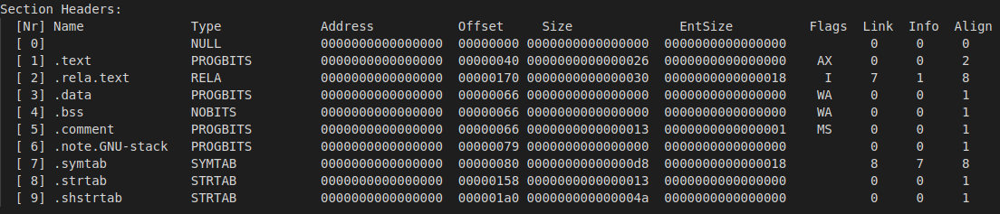 Section Headers:
[Nr] Name Type Address Offset Size EntSize Flags Link Info Align
[ 0] NULL 0000000000000000 00000000 0000000000000000 0000000000000000 0 0 0
[ 1] .text PROGBITS 0000000000000000 00000040 0000000000000026 0000000000000000 AX 0 0 2
[ 2] .rela.text RELA 0000000000000000 00000170 0000000000000030 0000000000000018 I 7 1 8
[ 3] .data PROGBITS 0000000000000000 00000066 0000000000000000 0000000000000000 WA 0 0 1
[ 4] .bss NOBITS 0000000000000000 00000066 0000000000000000 0000000000000000 WA 0 0 1
[ 5] .comment PROGBITS 0000000000000000 00000066 0000000000000013 0000000000000001 MS 0 0 1
[ 6] .note.GNU-stack PROGBITS 0000000000000000 00000079 0000000000000000 0000000000000000 0 0 1
[ 7] .symtab SYMTAB 0000000000000000 00000080 00000000000000d8 0000000000000018 8 7 8
[ 8] .strtab STRTAB 0000000000000000 00000158 0000000000000013 0000000000000000 0 0 1
[ 9] .shstrtab STRTAB 0000000000000000 000001a0 000000000000004a 0000000000000000 0 0 1